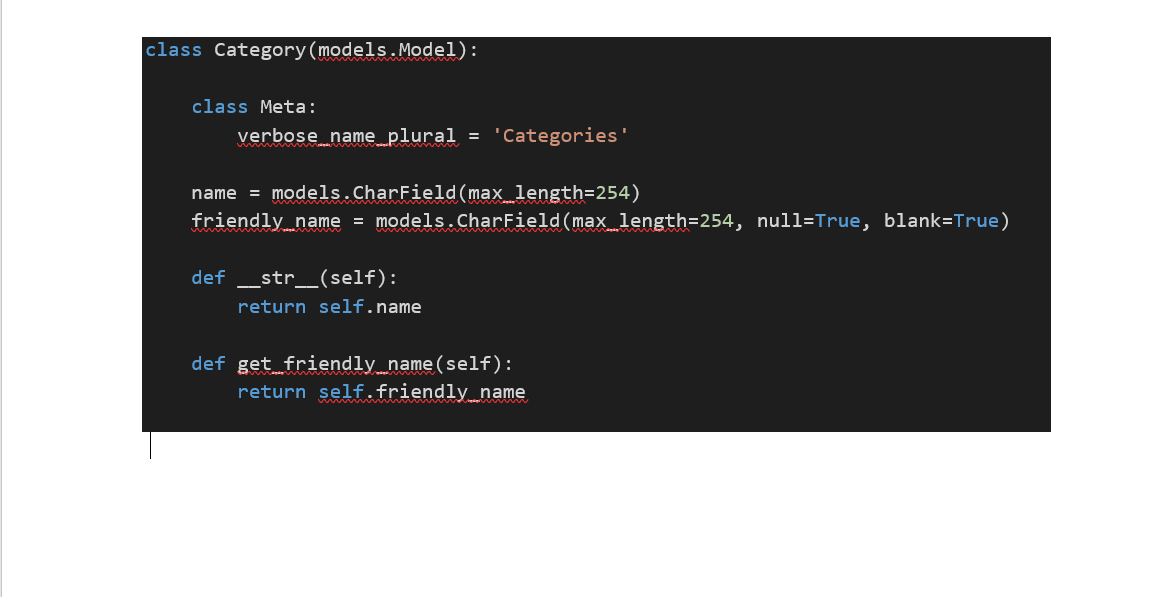 class Category(models.Model):
    class Meta:
        verbose_name_plural = 'Categories'
    name = models.CharField(max_length=254)
    friendly_name = models.CharField(max_length=254, null=True, blank=True)
    def __str__(self):
        return self.name
    def get_friendly_name(self):
        return self.friendly_name